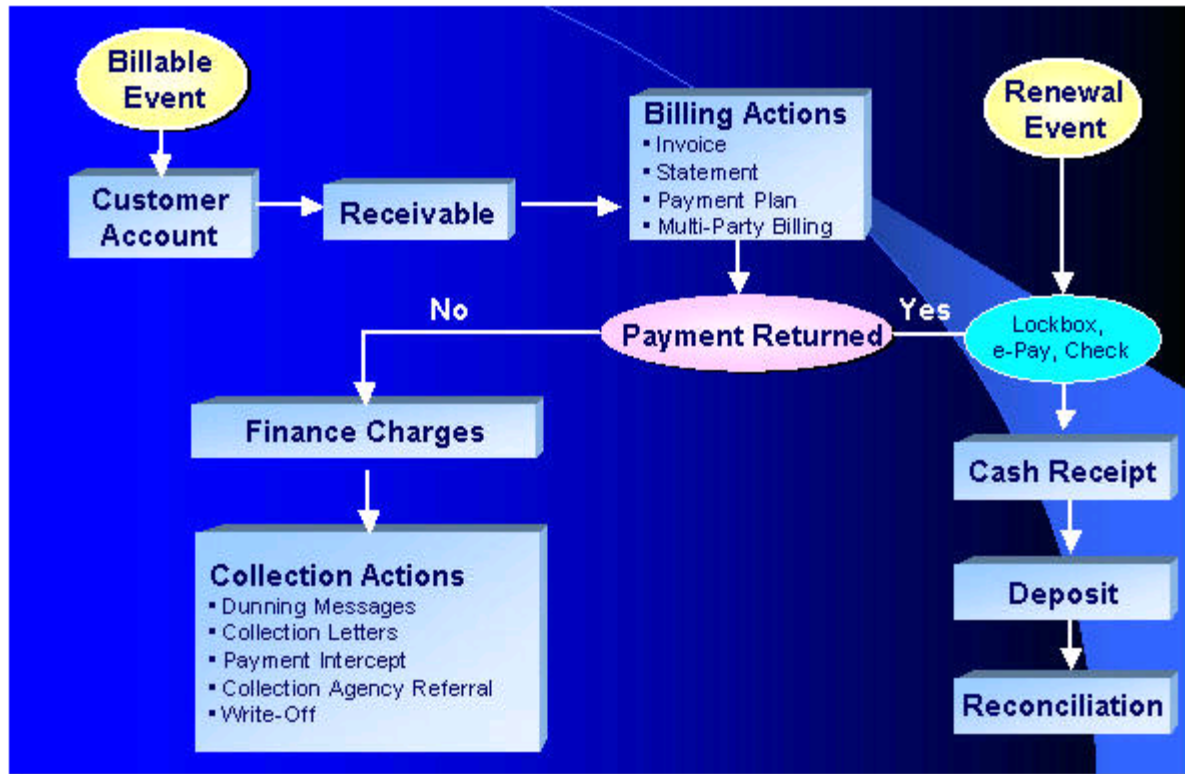 Billable
Event
Customer
Account
Receivable
Billing Actions
▪ Invoice
▪ Statement
▪ Payment Plan
▪ Multi-Party Billing
Renewal
Event
No
Payment Returned
Yes
Lockbox,
e-Pay, Check
Finance Charges
Collection Actions
▪ Dunning Messages
▪ Collection Letters
▪ Payment Intercept
▪ Collection Agency Referral
▪ Write-Off
Cash Receipt
Deposit
Reconciliation